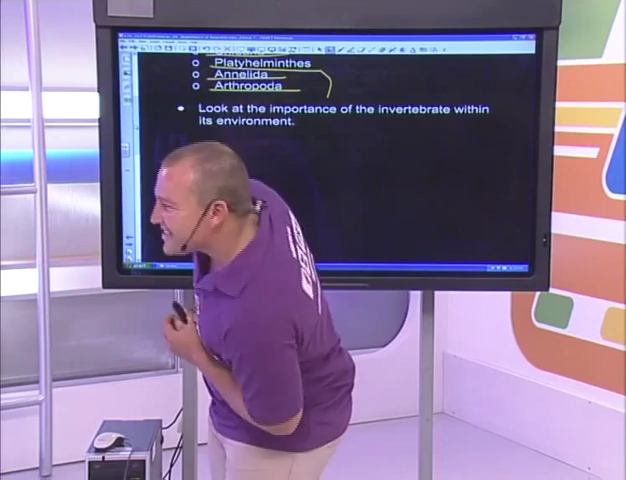 Platyhelminthes
Annelida
Arthropoda
Look at the importance of the invertebrate within
its environment.